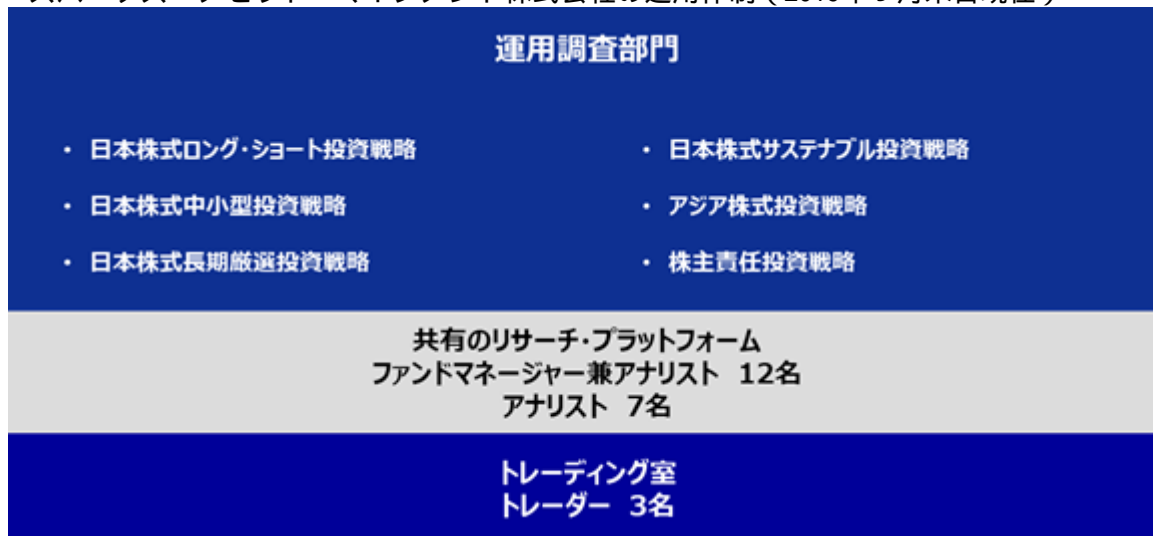 運用調査部門
・ 日本株式ロング・ショート投資戦略
・ 日本株式サステナブル投資戦略
・ 日本株式中小型投資戦略
・ アジア株式投資戦略
・ 日本株式長期厳選投資戦略
・ 株主責任投資戦略
共有のリサーチ・プラットフォーム
ファンドマネージャー兼アナリスト 12名
アナリスト 7名
トレーディング室
トレーダー 3名